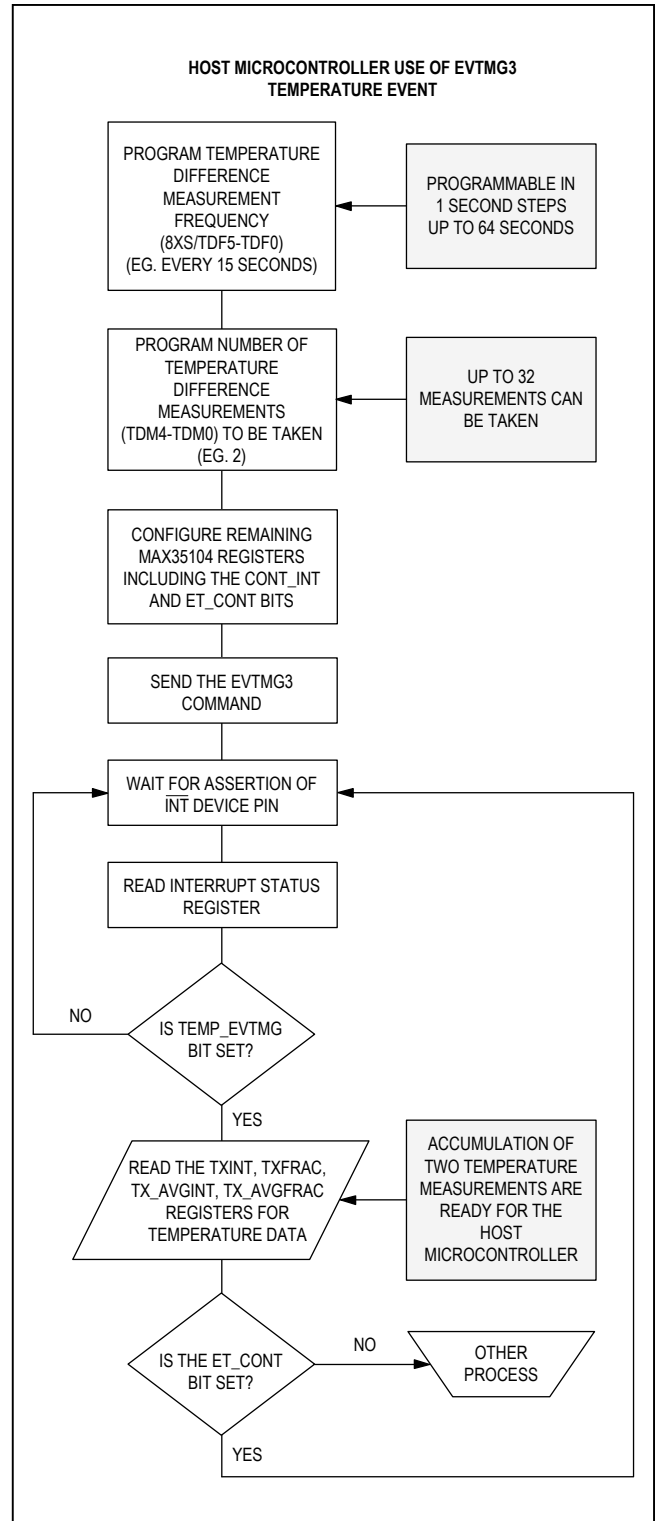 HOST MICROCONTROLLER USE OF EVTMG3
TEMPERATURE EVENT
PROGRAM TEMPERATURE
DIFFERENCE
MEASUREMENT
FREQUENCY
(8XS/TDF5-TDF0)
(EG. EVERY 15 SECONDS)
PROGRAMMABLE IN
1 SECOND STEPS
UP TO 64 SECONDS
PROGRAM NUMBER OF
TEMPERATURE
DIFFERENCE
MEASUREMENTS
(TDM4-TDM0) TO BE TAKEN
(EG. 2)
UP TO 32
MEASUREMENTS CAN
BE TAKEN
CONFIGURE REMAINING
MAX35104 REGISTERS
INCLUDING THE CONT_INT
AND ET_CONT BITS
SEND THE EVTMG3
COMMAND
WAIT FOR ASSERTION OF
INT DEVICE PIN
READ INTERRUPT STATUS
REGISTER
NO
IS TEMP_EVTMG
BIT SET?
YES
READ THE TXINT, TXFRAC,
TX_AVGINT, TX_AVGFRAC
REGISTERS FOR
TEMPERATURE DATA
ACCUMULATION OF
TWO TEMPERATURE
MEASUREMENTS ARE
READY FOR THE
HOST
MICROCONTROLLER
IS THE ET_CONT
BIT SET?
NO
OTHER
PROCESS
YES